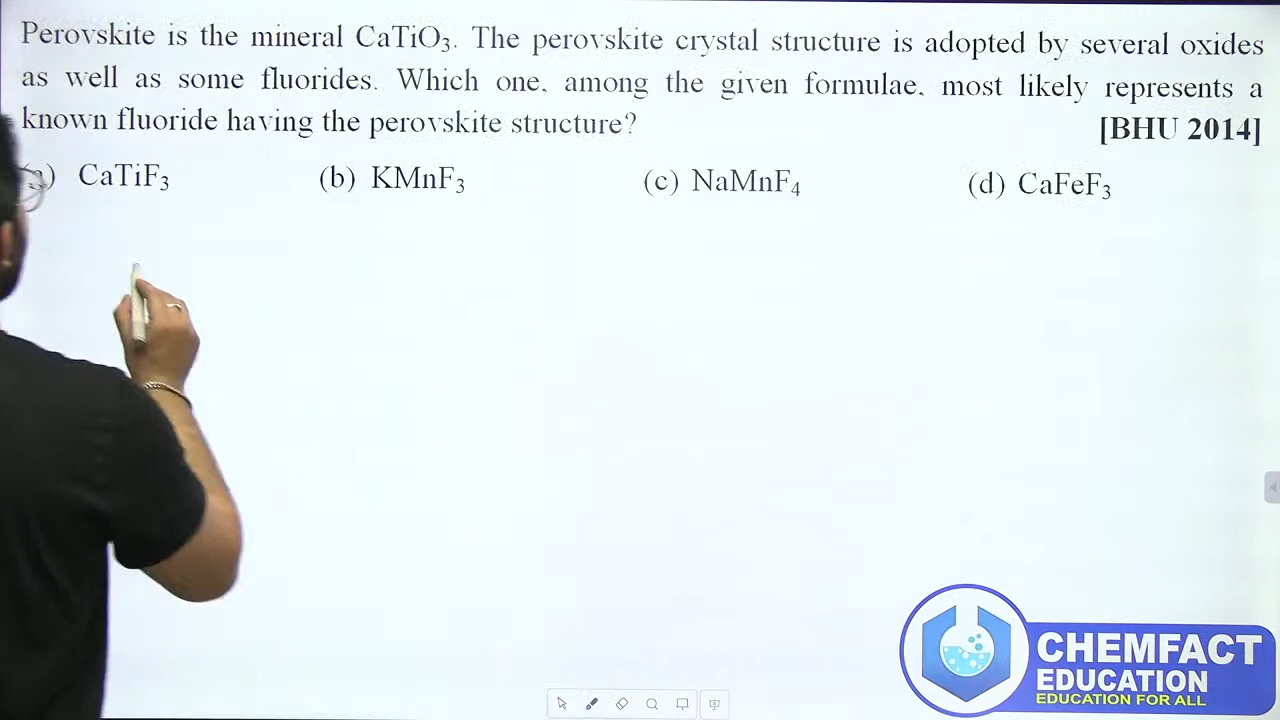 Perovskite is the mineral CaTiO₃. The perovskite crystal structure is adopted by several oxides
as well as some fluorides. Which one, among the given formulae, most likely represents a
known fluoride having the perovskite structure? [BHU 2014]
CaTiF₃ (b) KMnF₃ (c) NaMnF₄ (d) CaFeF₃
CHEMFACT
EDUCATION
EDUCATION FOR ALL